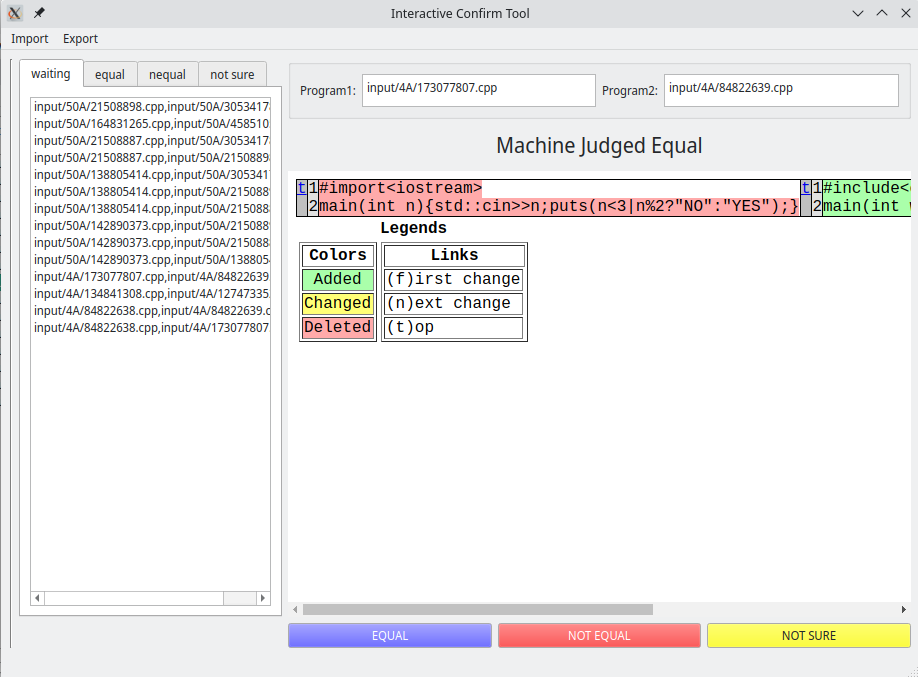 Interactive Confirm Tool
Import Export
waiting equal nequal not sure
input/50A/21508898.cpp,input/50A/3053417
input/50A/164831265.cpp,input/50A/458510
input/50A/21508887.cpp,input/50A/3053417
input/50A/21508887.cpp,input/50A/2150889
input/50A/138805414.cpp,input/50A/305341
input/50A/138805414.cpp,input/50A/215088
input/50A/138805414.cpp,input/50A/215088
input/50A/142890373.cpp,input/50A/215088
input/50A/142890373.cpp,input/50A/215088
input/50A/142890373.cpp,input/50A/138805
input/4A/173077807.cpp,input/4A/84822639
input/4A/134841308.cpp,input/4A/12747335
input/4A/84822638.cpp,input/4A/84822639.c
input/4A/84822638.cpp,input/4A/173077807
Program1: input/4A/173077807.cpp Program2: input/4A/84822639.cpp
Machine Judged Equal
t 1 #import<iostream> t 1 #include<
2 main(int n){std::cin>>n;puts(n<3|n%2?"NO":"YES");} 2 main(int
Legends
Colors Links
Added (f)irst change
Changed (n)ext change
Deleted (t)op
EQUAL NOT EQUAL NOT SURE